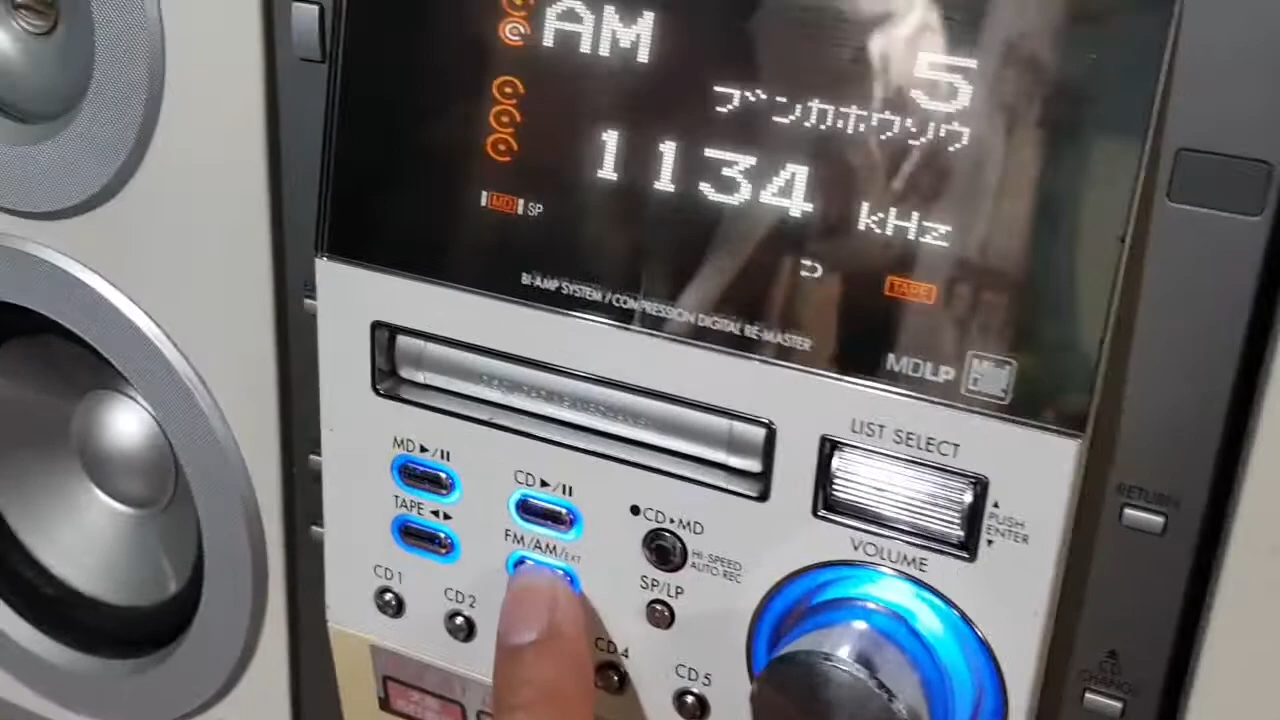 AM 5
ブンカホウソウ
1134 kHz
MD SP
TAPE
BI-AMP SYSTEM / COMPRESSION DIGITAL RE-MASTER
MDLP
LIST SELECT
▲
PUSH
ENTER
▼
RETURN
MD ►/II
CD ►/II
TAPE ◄►
FM/AM/EXT
●CD►MD
HI-SPEED
AUTO REC
VOLUME
SP/LP
CD 1
CD 2
CD 4
CD 5
CD
CHANGE